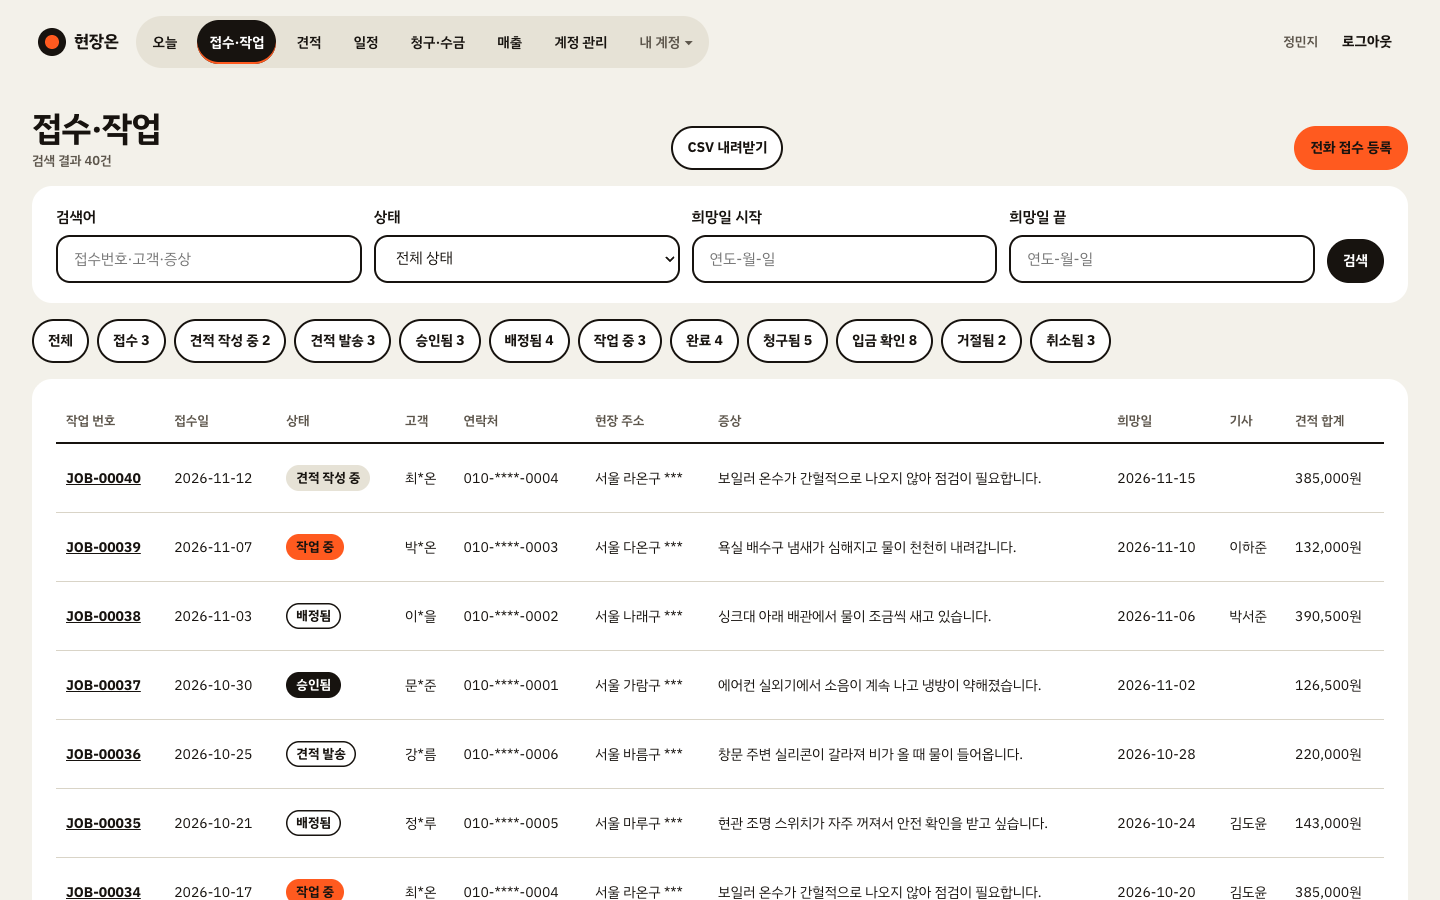 현장온
오늘 접수·작업 견적 일정 청구·수금 매출 계정 관리 내 계정
정민지 로그아웃
접수·작업
검색 결과 40건
CSV 내려받기
전화 접수 등록
검색어 상태 희망일 시작 희망일 끝
접수번호·고객·증상 전체 상태 연도-월-일 연도-월-일 검색
전체 접수 3 견적 작성 중 2 견적 발송 3 승인됨 3 배정됨 4 작업 중 3 완료 4 청구됨 5 입금 확인 8 거절됨 2 취소됨 3
작업 번호 접수일 상태 고객 연락처 현장 주소 증상 희망일 기사 견적 합계
JOB-00040 2026-11-12 견적 작성 중 최*온 010-****-0004 서울 라온구 *** 보일러 온수가 간헐적으로 나오지 않아 점검이 필요합니다. 2026-11-15 385,000원
JOB-00039 2026-11-07 작업 중 박*온 010-****-0003 서울 다온구 *** 욕실 배수구 냄새가 심해지고 물이 천천히 내려갑니다. 2026-11-10 이하준 132,000원
JOB-00038 2026-11-03 배정됨 이*을 010-****-0002 서울 나래구 *** 싱크대 아래 배관에서 물이 조금씩 새고 있습니다. 2026-11-06 박서준 390,500원
JOB-00037 2026-10-30 승인됨 문*준 010-****-0001 서울 가람구 *** 에어컨 실외기에서 소음이 계속 나고 냉방이 약해졌습니다. 2026-11-02 126,500원
JOB-00036 2026-10-25 견적 발송 강*름 010-****-0006 서울 바름구 *** 창문 주변 실리콘이 갈라져 비가 올 때 물이 들어옵니다. 2026-10-28 220,000원
JOB-00035 2026-10-21 배정됨 정*루 010-****-0005 서울 마루구 *** 현관 조명 스위치가 자주 꺼져서 안전 확인을 받고 싶습니다. 2026-10-24 김도윤 143,000원
JOB-00034 2026-10-17 작업 중 최*온 010-****-0004 서울 라온구 *** 보일러 온수가 간헐적으로 나오지 않아 점검이 필요합니다. 2026-10-20 김도윤 385,000원